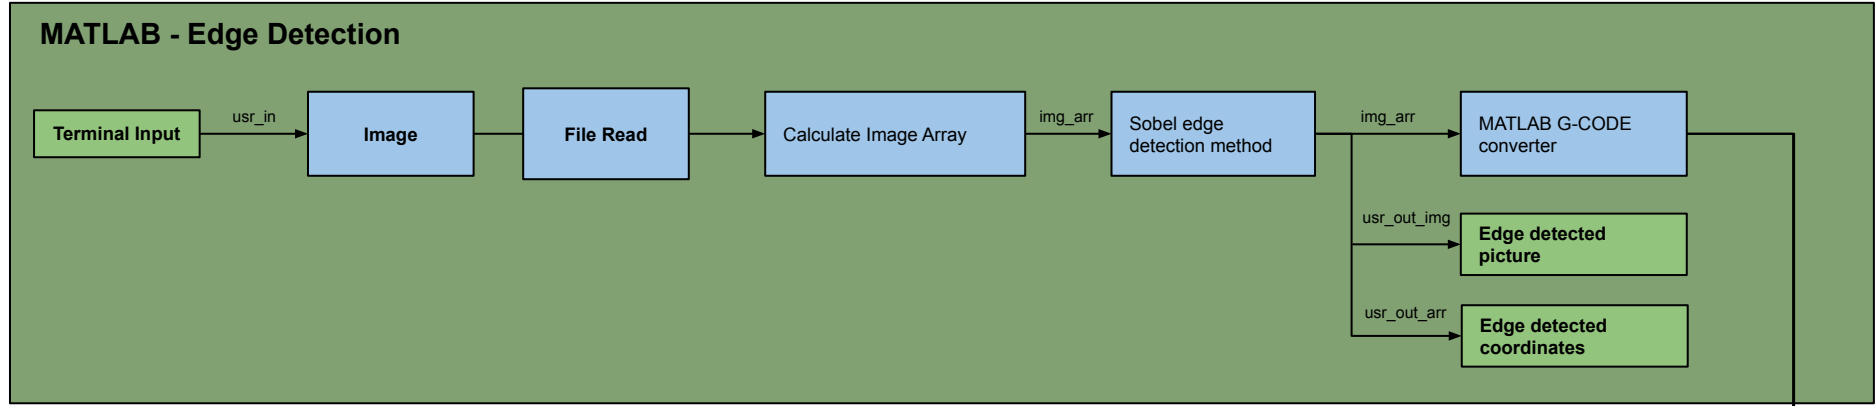 MATLAB - Edge Detection
Terminal Input
usr_in
Image
File Read
Calculate Image Array
img_arr
Sobel edge
detection method
img_arr
MATLAB G-CODE
converter
usr_out_img
Edge detected
picture
usr_out_arr
Edge detected
coordinates